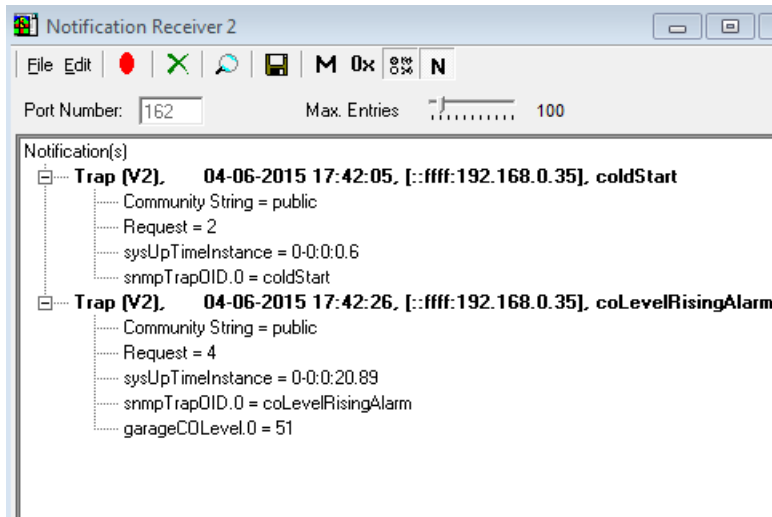 Notification Receiver 2
File Edit M 0x N
Port Number: 162 Max. Entries 100
Notification(s)
Trap (V2), 04-06-2015 17:42:05, [::ffff:192.168.0.35], coldStart
Community String = public
Request = 2
sysUpTimeInstance = 0-0:0:0.6
snmpTrapOID.0 = coldStart
Trap (V2), 04-06-2015 17:42:26, [::ffff:192.168.0.35], coLevelRisingAlarm
Community String = public
Request = 4
sysUpTimeInstance = 0-0:0:20.89
snmpTrapOID.0 = coLevelRisingAlarm
garageCOLevel.0 = 51